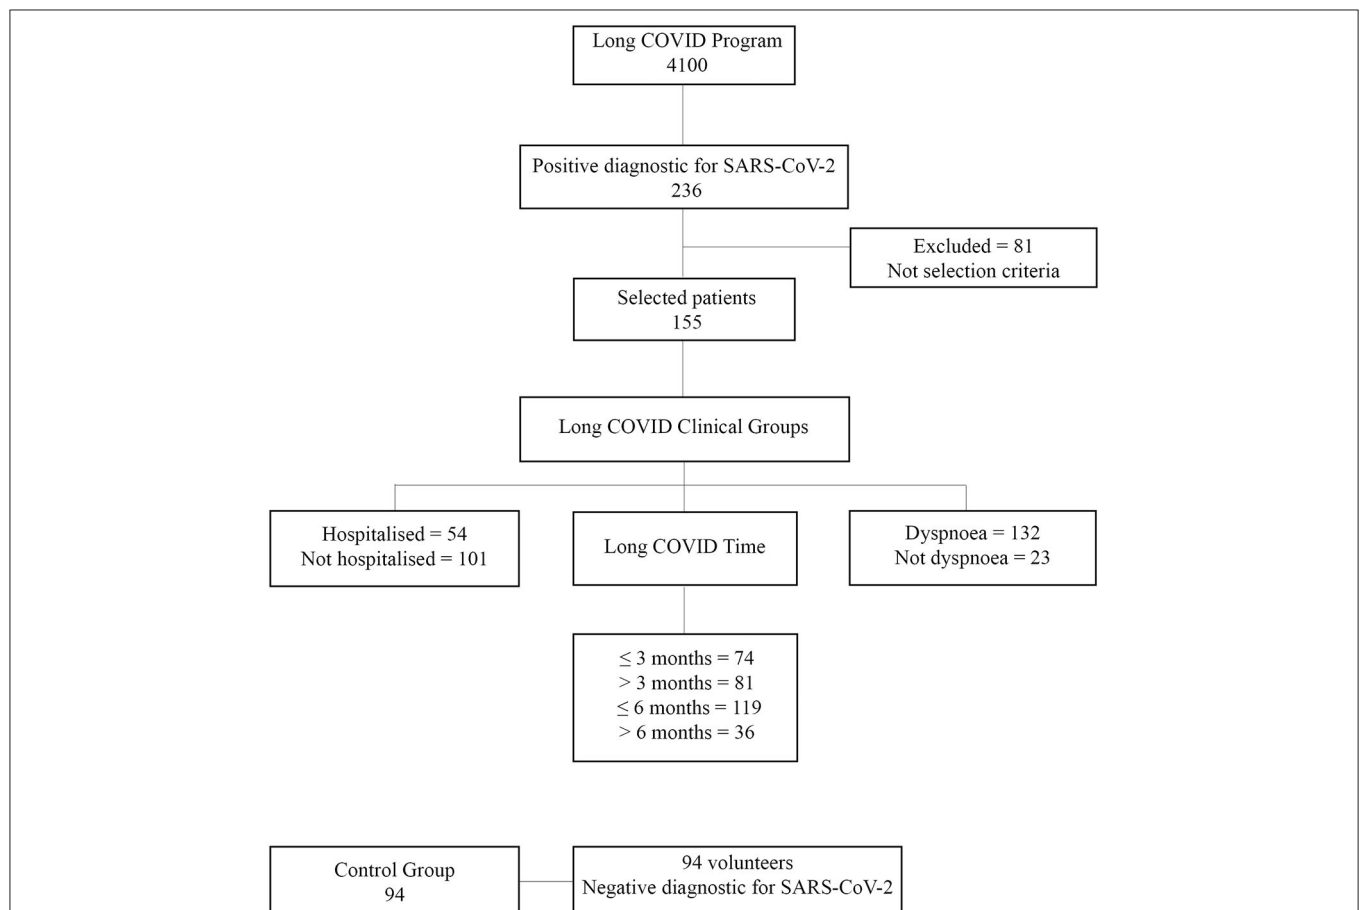 Long COVID Program
4100
Positive diagnostic for SARS-CoV-2
236
Excluded = 81
Not selection criteria
Selected patients
155
Long COVID Clinical Groups
Hospitalised = 54
Not hospitalised = 101
Long COVID Time
Dyspnoea = 132
Not dyspnoea = 23
≤ 3 months = 74
> 3 months = 81
≤ 6 months = 119
> 6 months = 36
Control Group
94
94 volunteers
Negative diagnostic for SARS-CoV-2